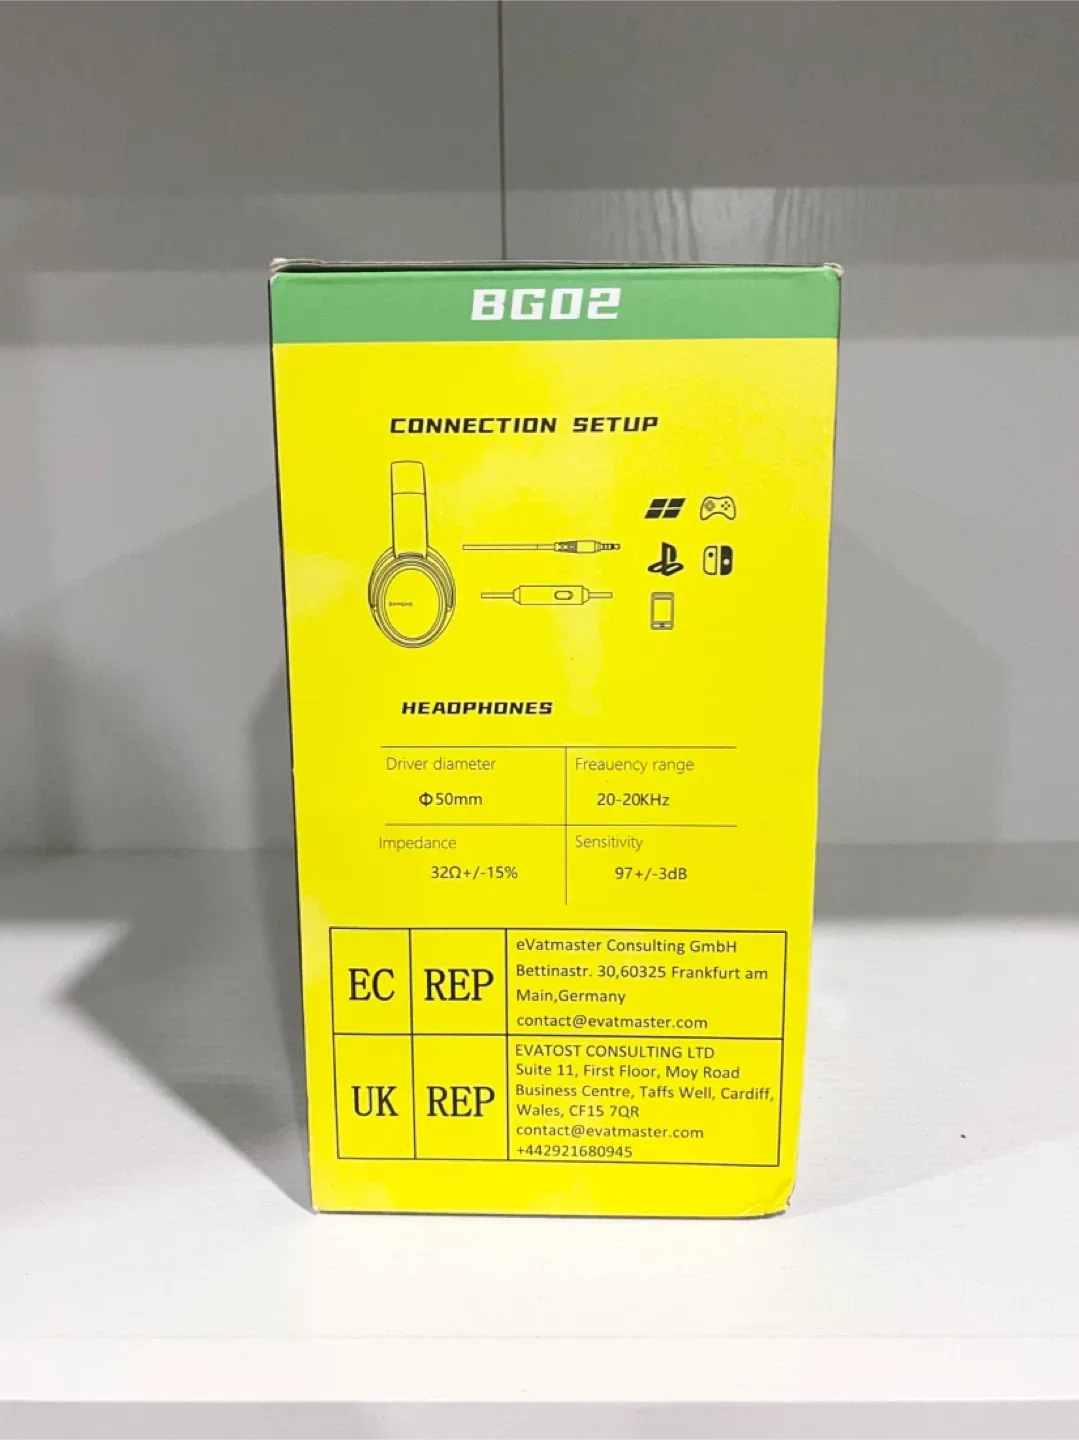 BG02
CONNECTION SETUP
HEADPHONES
Driver diameter
Φ50mm
Freauency range
20-20KHz
Impedance
32Ω+/-15%
Sensitivity
97+/-3dB
EC REP
eVatmaster Consulting GmbH
Bettinastr. 30,60325 Frankfurt am
Main,Germany
contact@evatmaster.com
UK REP
EVATOST CONSULTING LTD
Suite 11, First Floor, Moy Road
Business Centre, Taffs Well, Cardiff,
Wales, CF15 7QR
contact@evatmaster.com
+442921680945